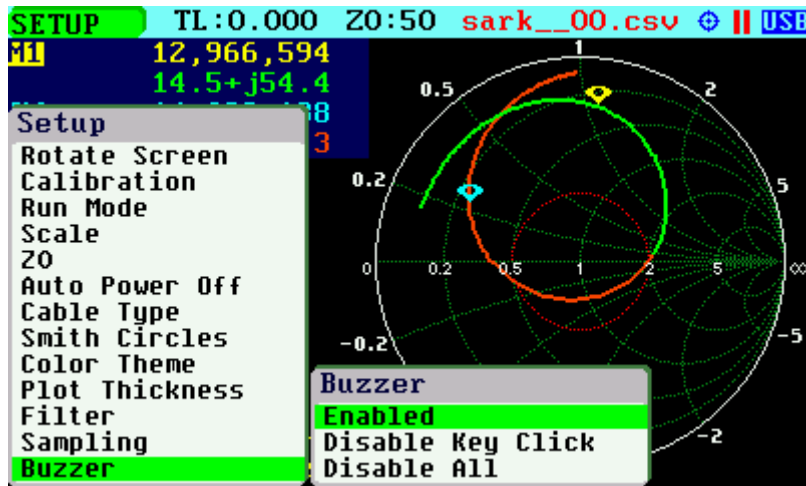 SETUP TL:0.000 Z0:50 sark__00.csv USB
M1 12,966,594
14.5+j54.4
Setup
Rotate Screen
Calibration
Run Mode
Scale
Z0
Auto Power Off
Cable Type
Smith Circles
Color Theme
Plot Thickness
Filter
Sampling
Buzzer
Buzzer
Enabled
Disable Key Click
Disable All
1
0.5
2
0.2
5
0
0.2
0.5
1
2
5
∞
-0.2
-5
-2